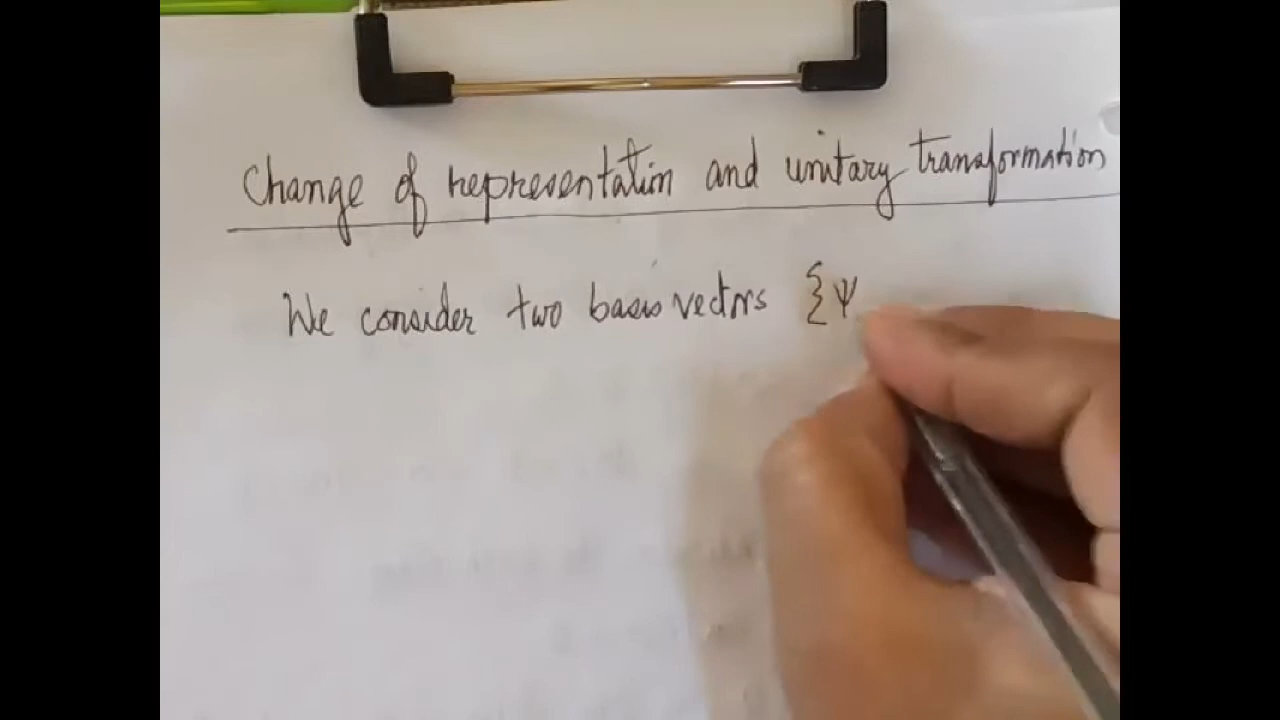 Change of representation and unitary transformation
We consider two basis vectors {ψ